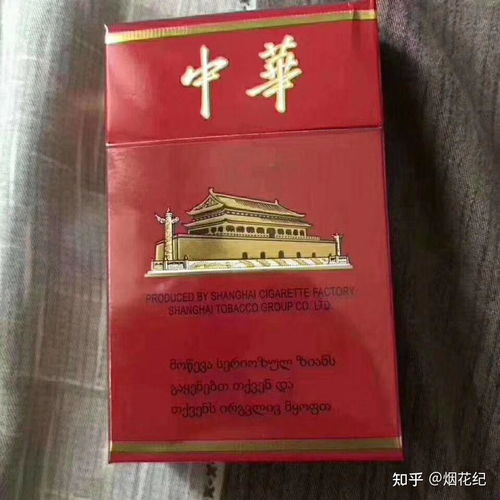 中華
PRODUCED BY SHANGHAI CIGARETTE FACTORY
SHANGHAI TOBACCO GROUP CO. LTD.
მოწევა სერიოზულ ზიანს
გაყენებთ თქვენ და
თქვენს ირგვლივ მყოფთ
知乎 @烟花纪